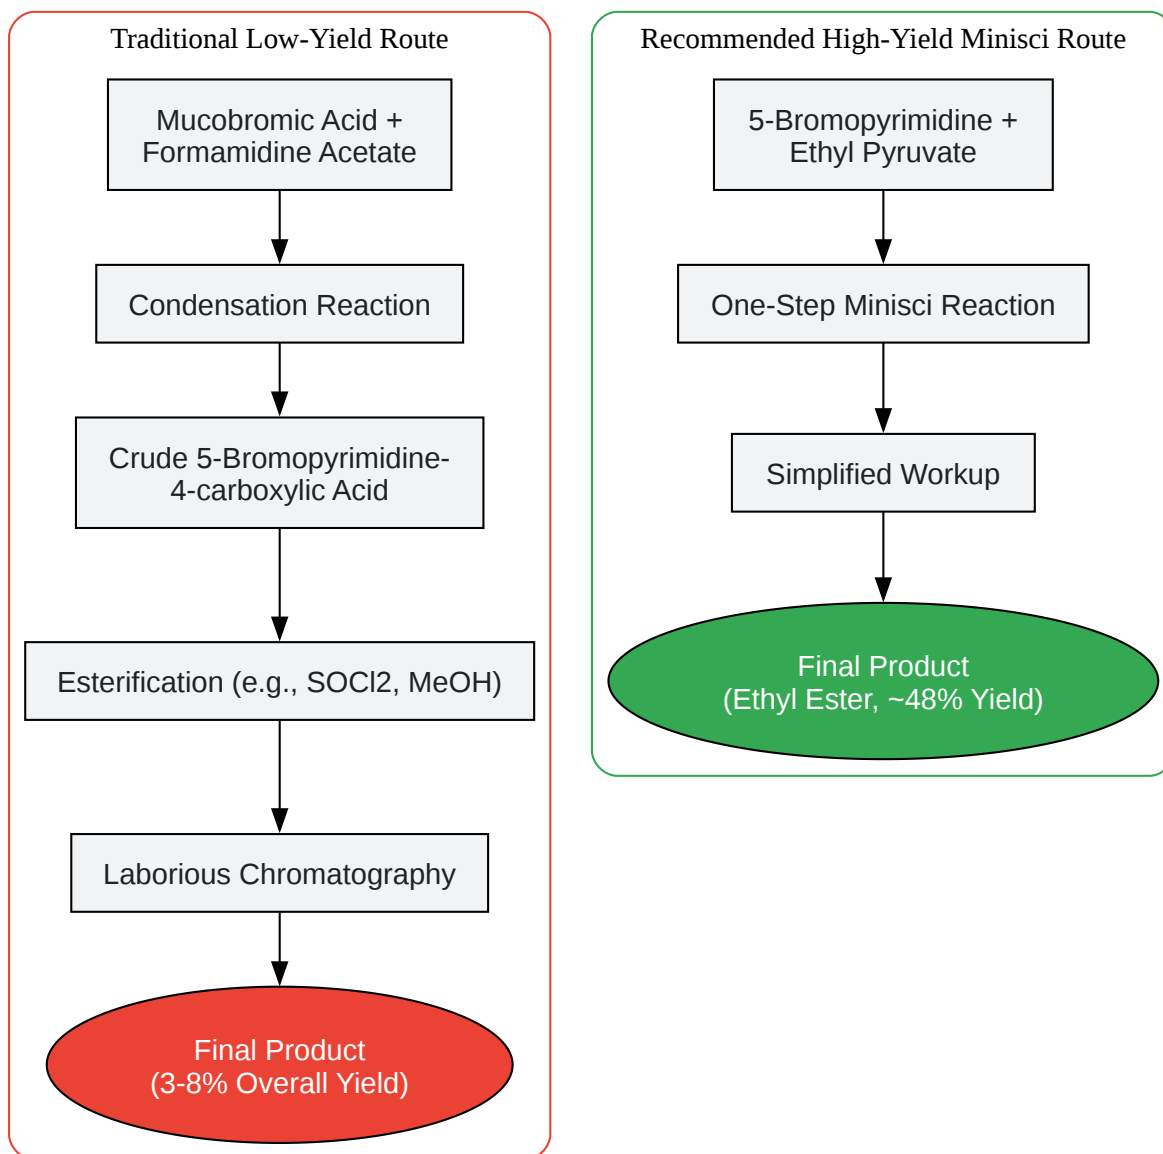 Traditional Low-Yield Route
Mucobromic Acid +
Formamidine Acetate
Condensation Reaction
Crude 5-Bromopyrimidine-
4-carboxylic Acid
Esterification (e.g., SOCl2, MeOH)
Laborious Chromatography
Final Product
(3-8% Overall Yield)
Recommended High-Yield Minisci Route
5-Bromopyrimidine +
Ethyl Pyruvate
One-Step Minisci Reaction
Simplified Workup
Final Product
(Ethyl Ester, ~48% Yield)